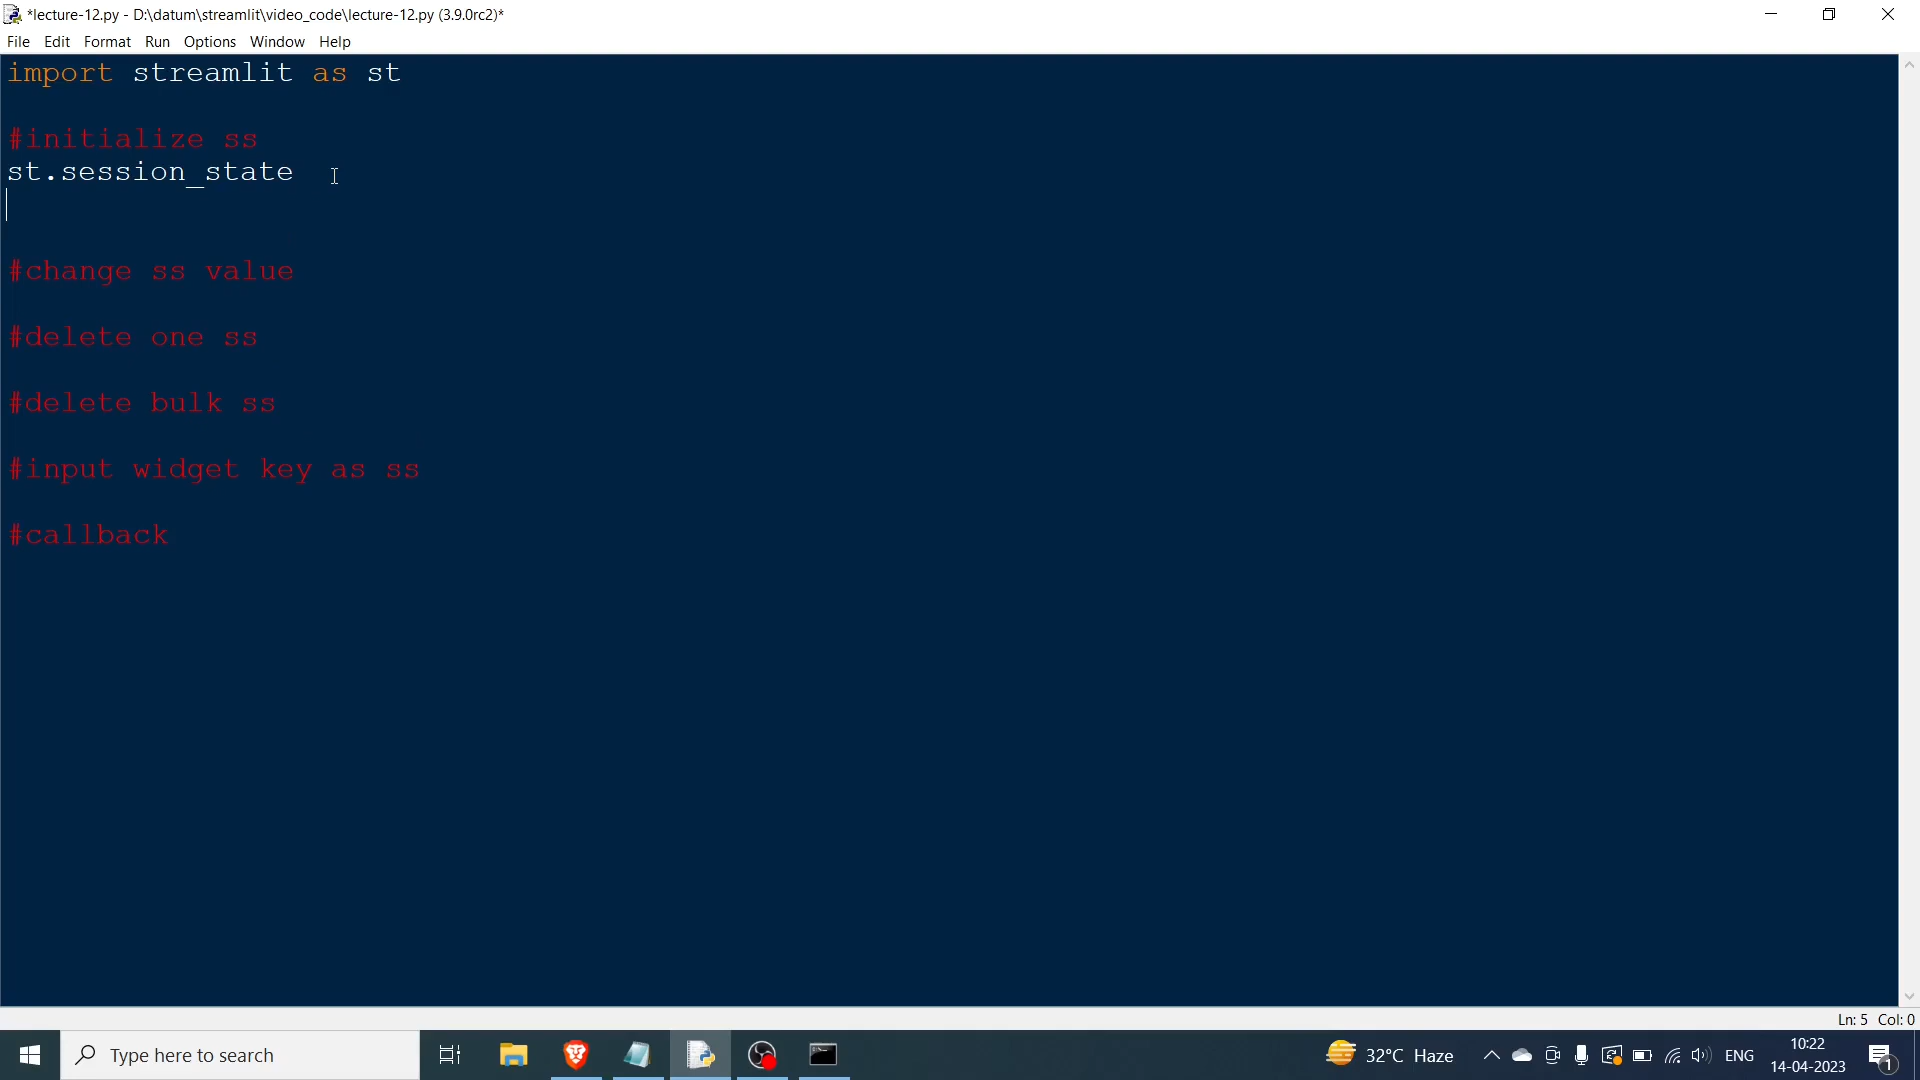 *lecture-12.py - D:\datum\streamlit\video_code\lecture-12.py (3.9.0rc2)*
File Edit Format Run Options Window Help
import streamlit as st
#initialize ss
st.session_state
#change ss value
#delete one ss
#delete bulk ss
#input widget key as ss
#callback
Ln: 5 Col: 0
Type here to search
32°C Haze
ENG
10:22
14-04-2023
1